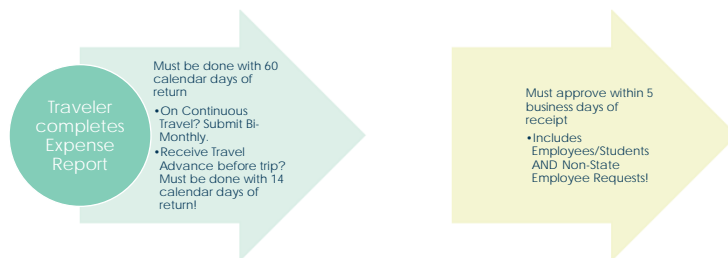 Traveler
completes
Expense
Report
Must be done with 60
calendar days of
return
•On Continuous
Travel? Submit Bi-
Monthly.
•Receive Travel
Advance before trip?
Must be done with 14
calendar days of
return!
Must approve within 5
business days of
receipt
•Includes
Employees/Students
AND Non-State
Employee Requests!